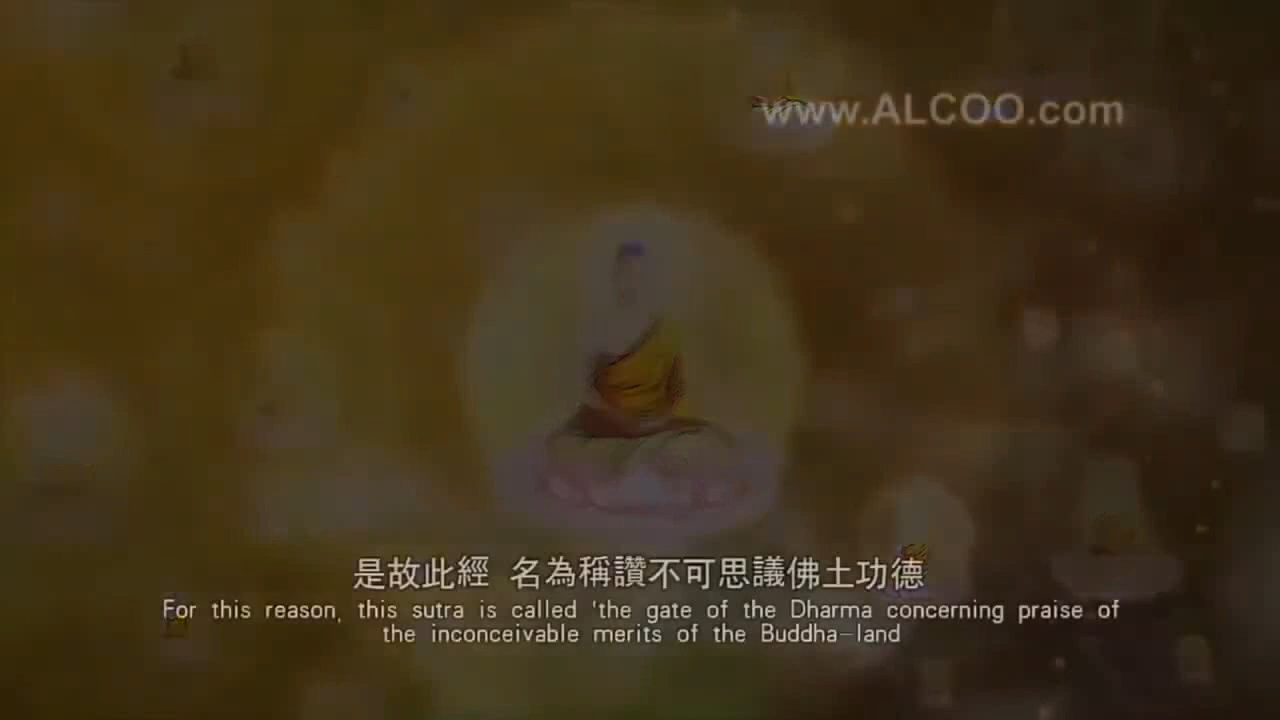 www.ALCOO.com
是故此經 名為稱讚不可思議佛土功德
For this reason, this sutra is called 'the gate of the Dharma concerning praise of
the inconceivable merits of the Buddha-land